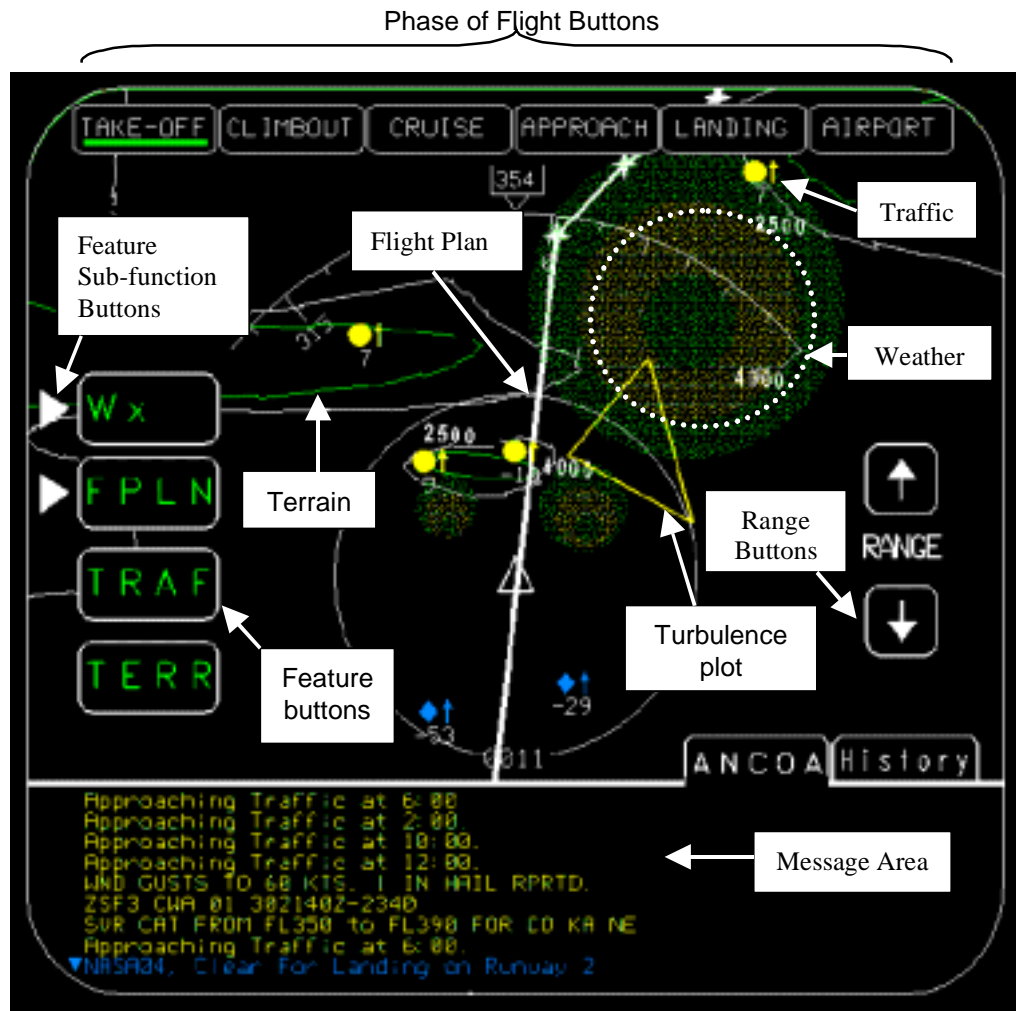 Phase of Flight Buttons
TAKE-OFF CLIMBOUT CRUISE APPROACH LANDING AIRPORT
354
7
2500
Traffic
Feature
Sub-function
Buttons
Flight Plan
315
7
Weather
4000
Wx
2500
4000
FPLN
Terrain
Range
Buttons
RANGE
TRAF
Turbulence
plot
TERR
Feature
buttons
-29
-53
0011
ANCOA History
Approaching Traffic at 6:00
Approaching Traffic at 2:00.
Approaching Traffic at 10:00.
Approaching Traffic at 12:00.
WND GUSTS TO 60 KTS. 1 IN HAIL RPRTD.
ZSF3 CWA 01 302140Z-2340
SVR CAT FROM FL350 to FL390 FOR CO KA NE
Approaching Traffic at 6:00.
NASA04, Clear For Landing on Runway 2
Message Area